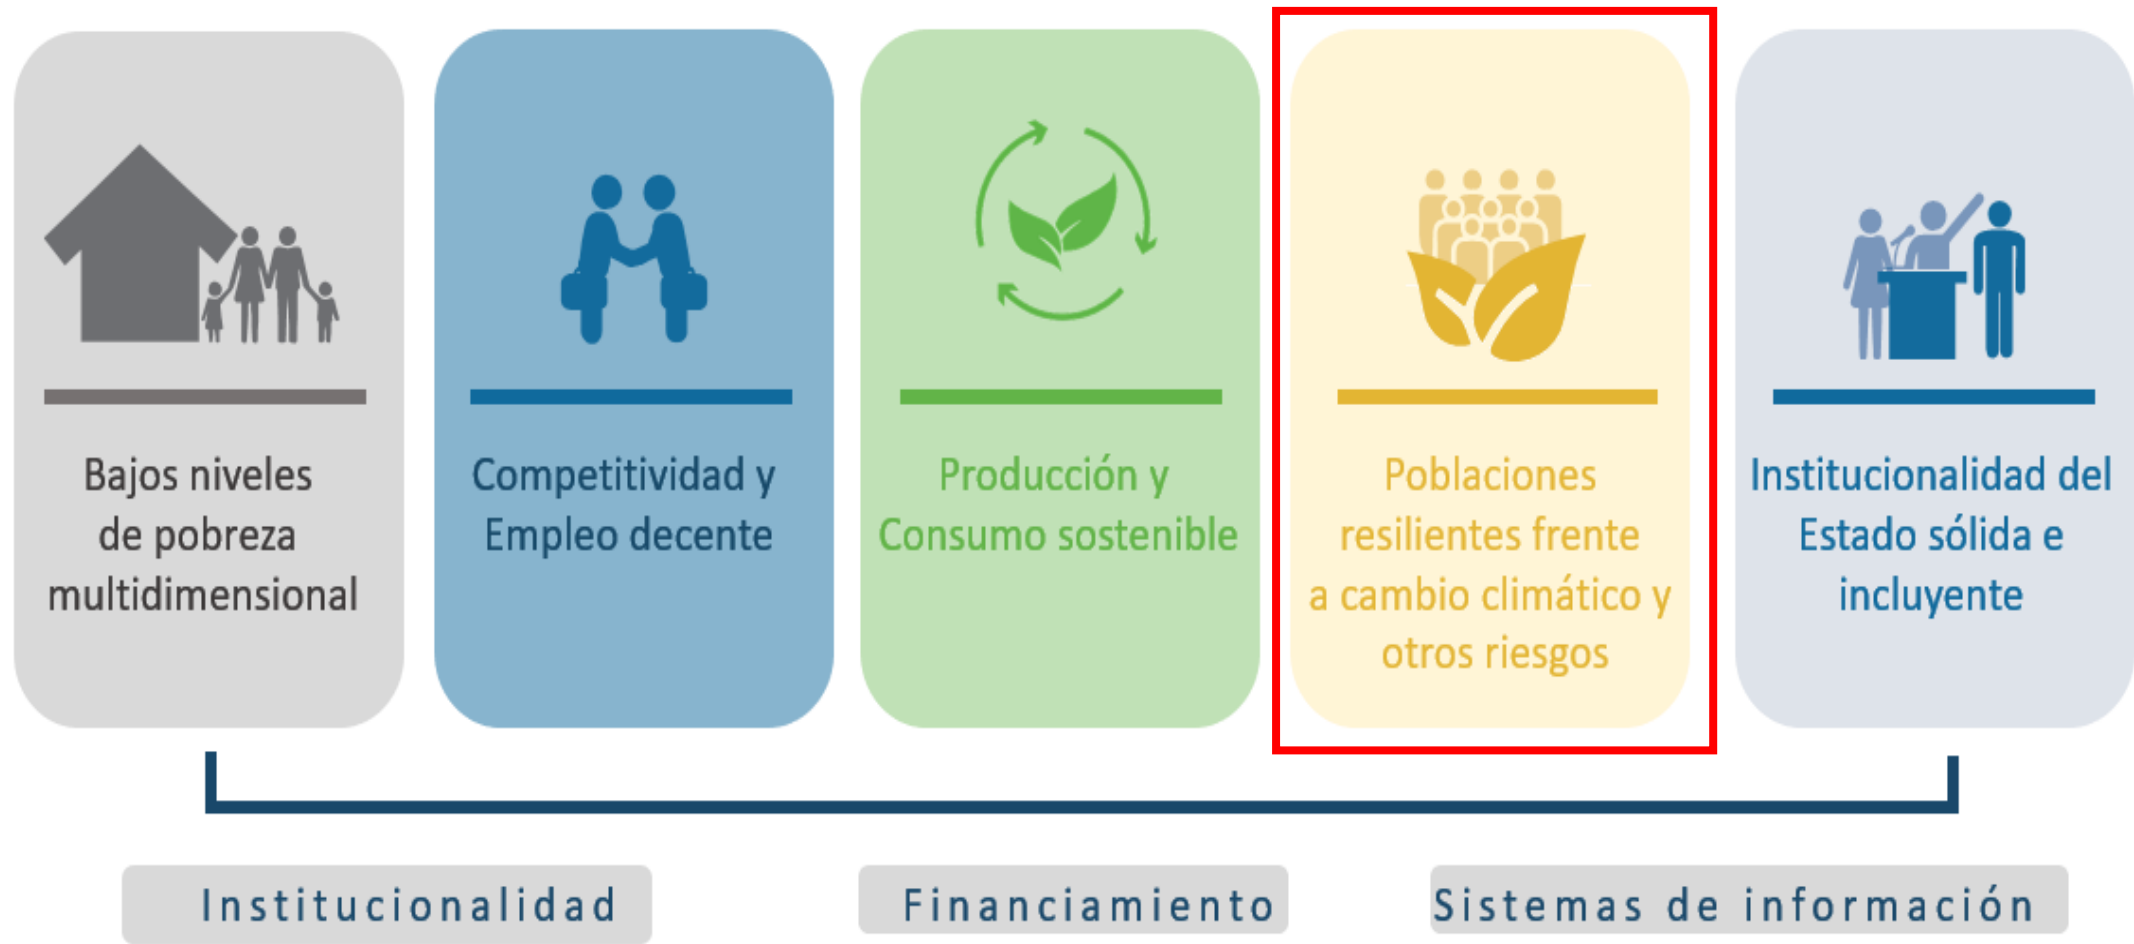 Bajos niveles
de pobreza
multidimensional
Competitividad y
Empleo decente
Producción y
Consumo sostenible
Poblaciones
resilientes frente
a cambio climático y
otros riesgos
Institucionalidad del
Estado sólida e
incluyente
Institucionalidad
Financiamiento
Sistemas de información